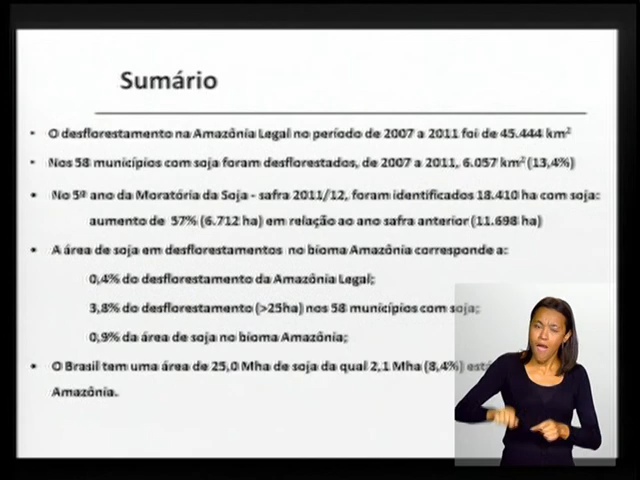 Sumário
• O desflorestamento na Amazônia Legal no período de 2007 a 2011 foi de 45.444 km²
• Nos 58 municípios com soja foram desflorestados, de 2007 a 2011, 6.057 km² (13,4%)
• No 5º ano da Moratória da Soja - safra 2011/12, foram identificados 18.410 ha com soja:
aumento de 57% (6.712 ha) em relação ao ano safra anterior (11.698 ha)
• A área de soja em desflorestamentos no bioma Amazônia corresponde a:
0,4% do desflorestamento da Amazônia Legal;
3,8% do desflorestamento (>25ha) nos 58 municípios com soja;
0,9% da área de soja no bioma Amazônia;
• O Brasil tem uma área de 25,0 Mha de soja da qual 2,1 Mha (8,4%)
Amazônia.